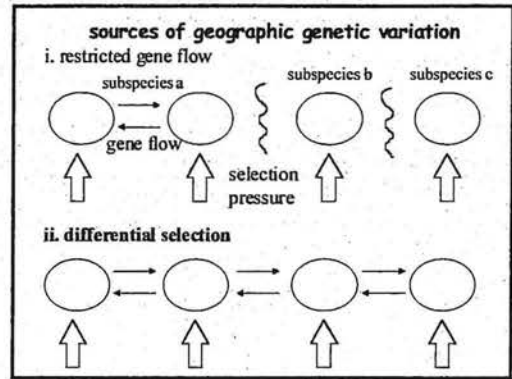 sources of geographic genetic variation
i. restricted gene flow
subspecies a
subspecies b
subspecies c
gene flow
selection
pressure
ii. differential selection